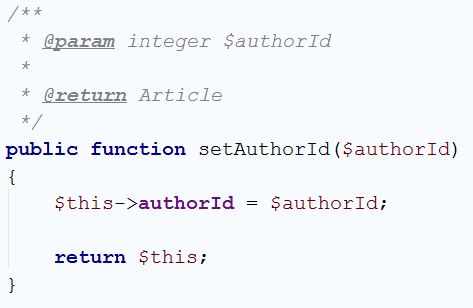 /**
 * @param integer $authorId
 *
 * @return Article
 */
public function setAuthorId($authorId)
{
    $this->authorId = $authorId;

    return $this;
}